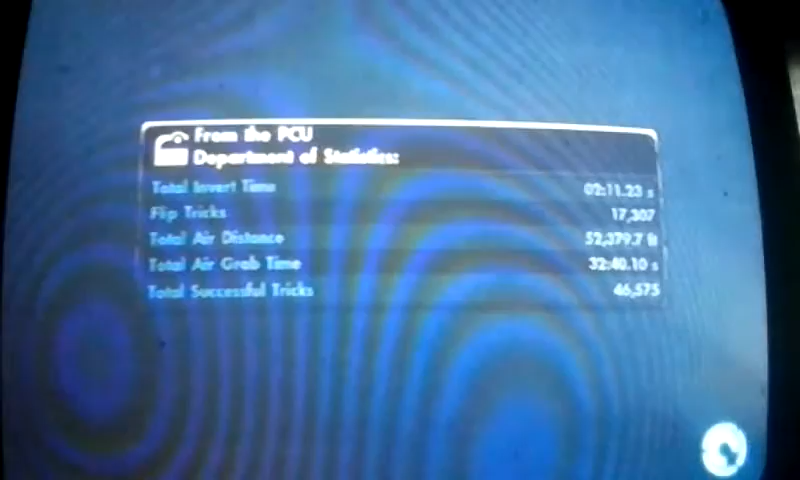 From the PCU
Department of Statistics:
Total Invert Time 02:11.23 s
Flip Tricks 17,307
Total Air Distance 52,379.7 ft
Total Air Grab Time 32:40.10 s
Total Successful Tricks 46,575